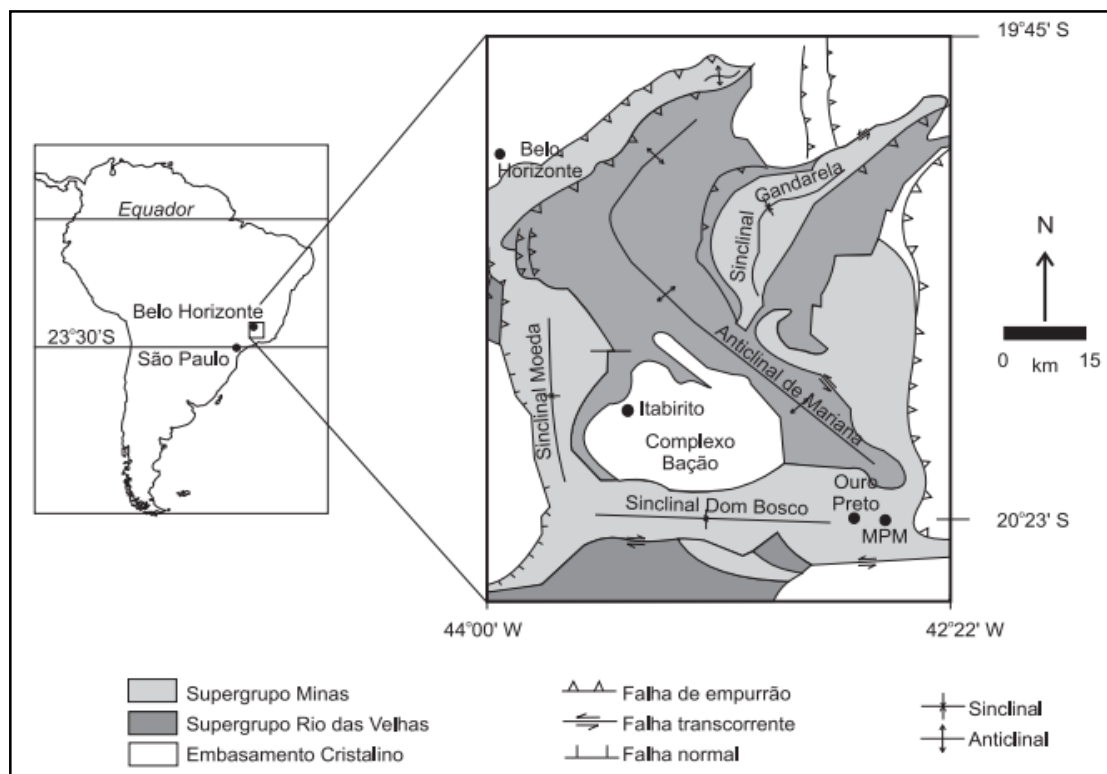 Equador
Belo Horizonte
23°30'S
São Paulo
19°45' S
Belo
Horizonte
Sinclinal
Gandarela
N
0
15
km
Sinclinal Moeda
Anticlinal de Mariana
Itabirito
Complexo
Bação
Ouro
Preto
Sinclinal Dom Bosco
MPM
20°23' S
44°00' W
42°22' W
Supergrupo Minas
Supergrupo Rio das Velhas
Embasamento Cristalino
Falha de empurrão
Falha transcorrente
Falha normal
Sinclinal
Anticlinal